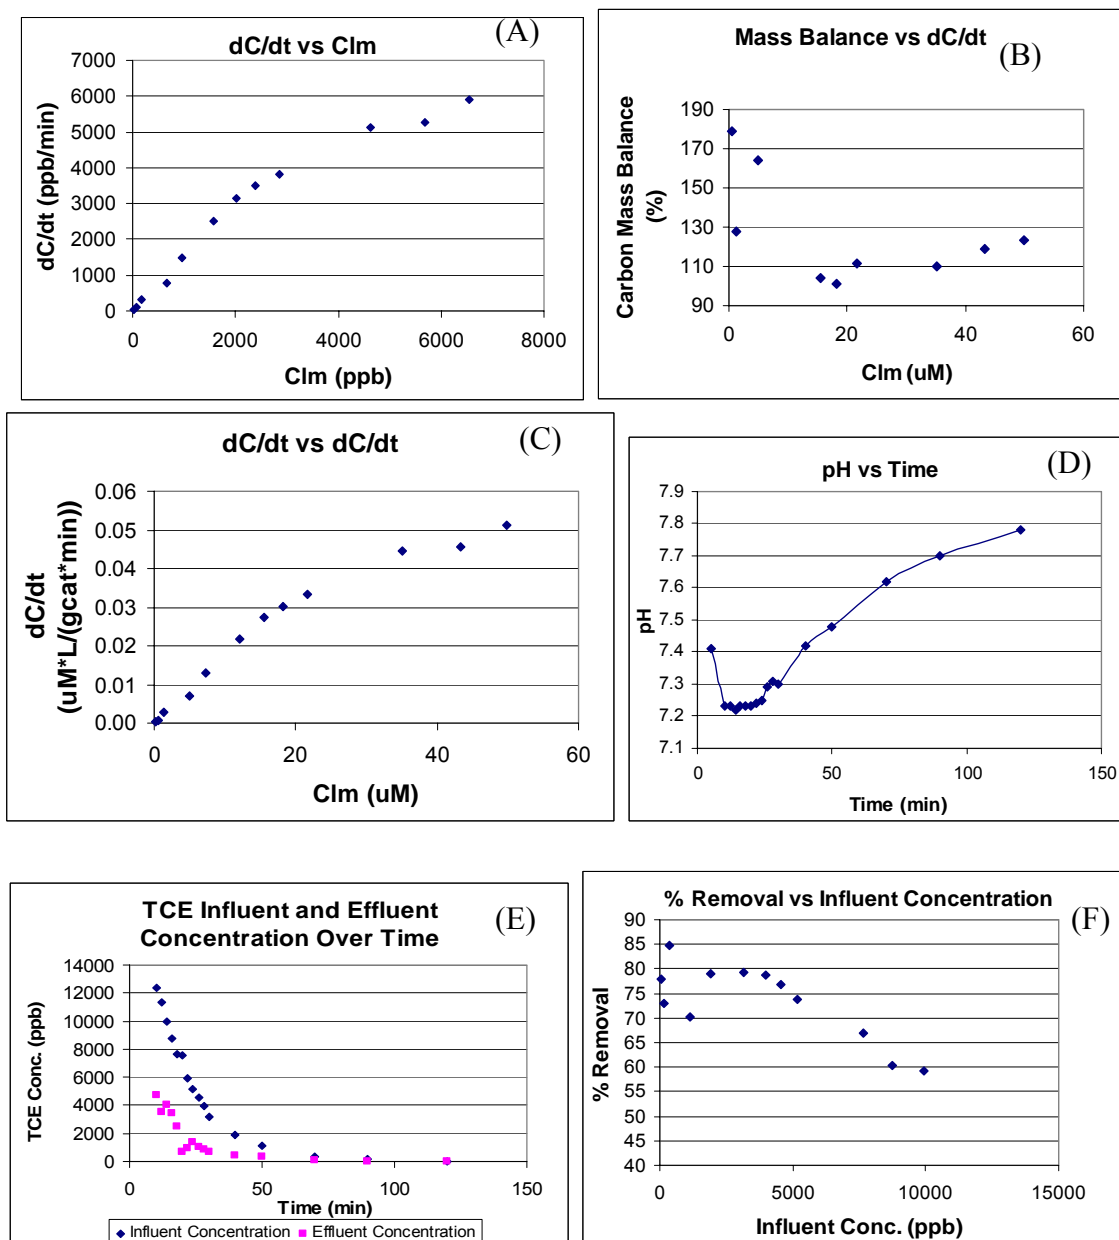 dC/dt vs Clm
(A)
7000
6000
5000
4000
3000
2000
1000
0
dC/dt (ppb/min)
0 2000 4000 6000 8000
Clm (ppb)
Mass Balance vs dC/dt
(B)
190
170
150
130
110
90
Carbon Mass Balance
(%)
0 20 40 60
Clm (uM)
dC/dt vs dC/dt
(C)
0.06
0.05
0.04
0.03
0.02
0.01
0.00
dC/dt
(uM*L/(gcat*min))
0 20 40 60
Clm (uM)
pH vs Time
(D)
7.9
7.8
7.7
7.6
7.5
7.4
7.3
7.2
7.1
pH
0 50 100 150
Time (min)
TCE Influent and Effluent
Concentration Over Time
(E)
14000
12000
10000
8000
6000
4000
2000
0
TCE Conc. (ppb)
0 50 100 150
Time (min)
Influent Concentration Effluent Concentration
% Removal vs Influent Concentration
(F)
90
85
80
75
70
65
60
55
50
45
40
% Removal
0 5000 10000 15000
Influent Conc. (ppb)